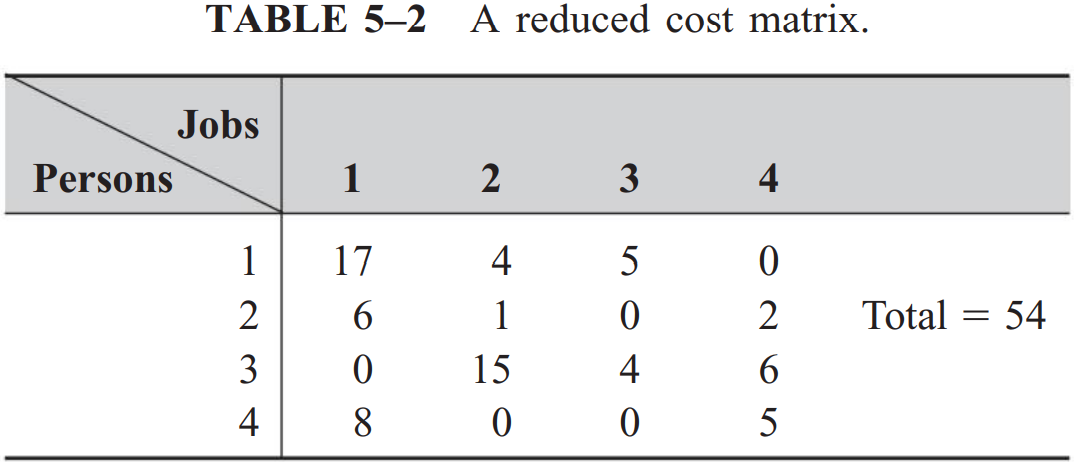 TABLE 5–2 A reduced cost matrix.
Jobs
Persons 1 2 3 4
1 17 4 5 0
2 6 1 0 2 Total = 54
3 0 15 4 6
4 8 0 0 5